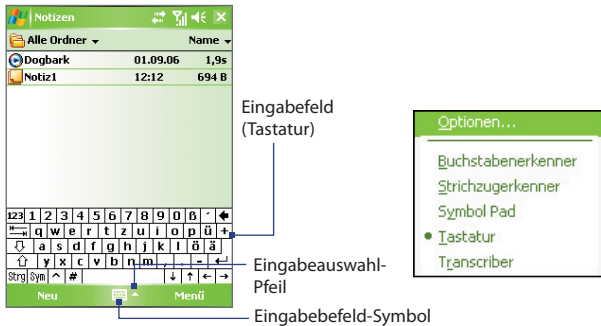 Notizen
Alle Ordner Name
Dogbark 01.09.06 1,9s
Notiz1 12:12 694 B
Eingabefeld
(Tastatur)
123 1 2 3 4 5 6 7 8 9 0 ß ´
q w e r t z u i o p ü +
a s d f g h j k l ö ä
y x c v b n m , . -
Strg Sym ^ #
Neu Menü
Eingabeauswahl-
Pfeil
Eingabebefeld-Symbol
Optionen...
Buchstabenerkenner
Strichzugerkenner
Symbol Pad
Tastatur
Transcriber